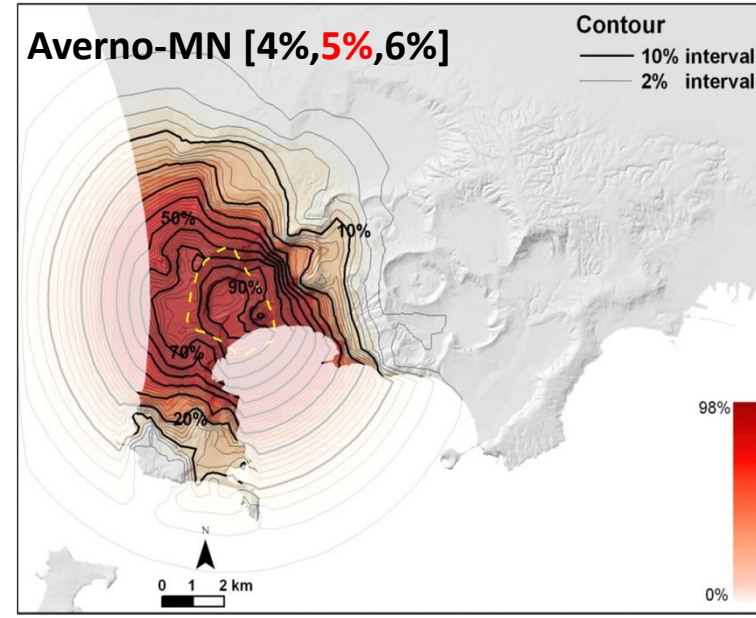 Averno-MN [4%,5%,6%]
Contour
10% interval
2% interval
50%
10%
90%
70%
20%
98%
0%
N
0 1 2 km